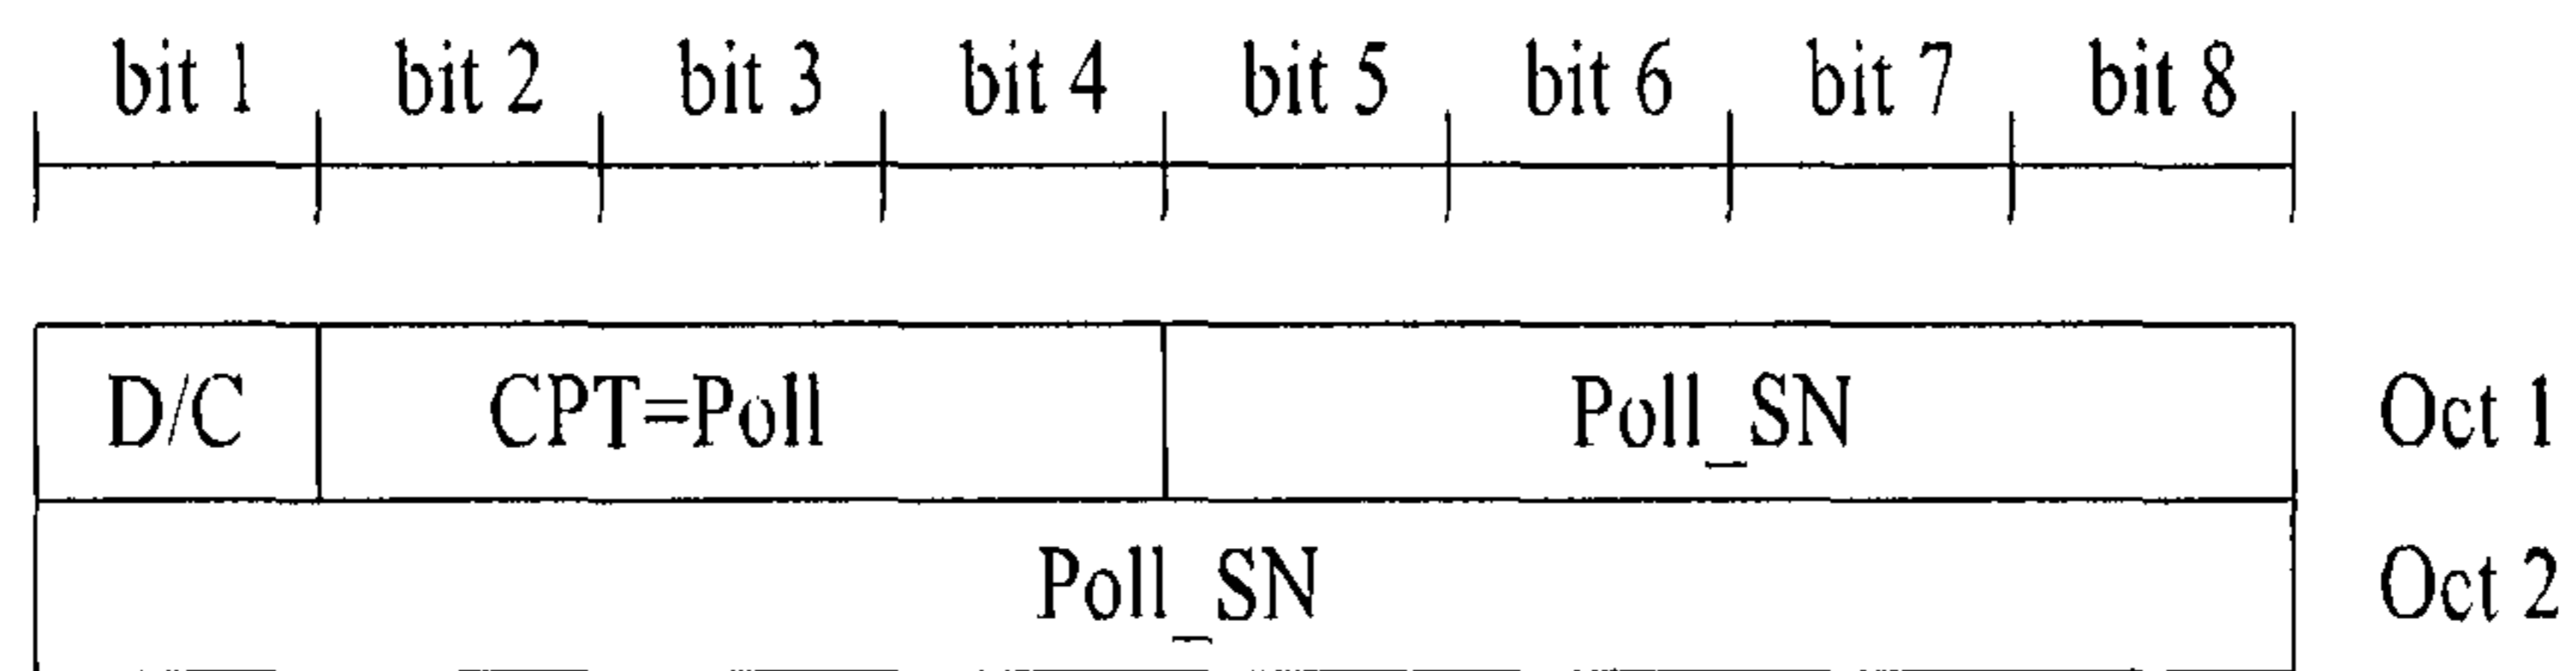 bit 1 bit 2 bit 3 bit 4 bit 5 bit 6 bit 7 bit 8
D/C CPT=Poll Poll_SN Oct 1
Poll_SN Oct 2